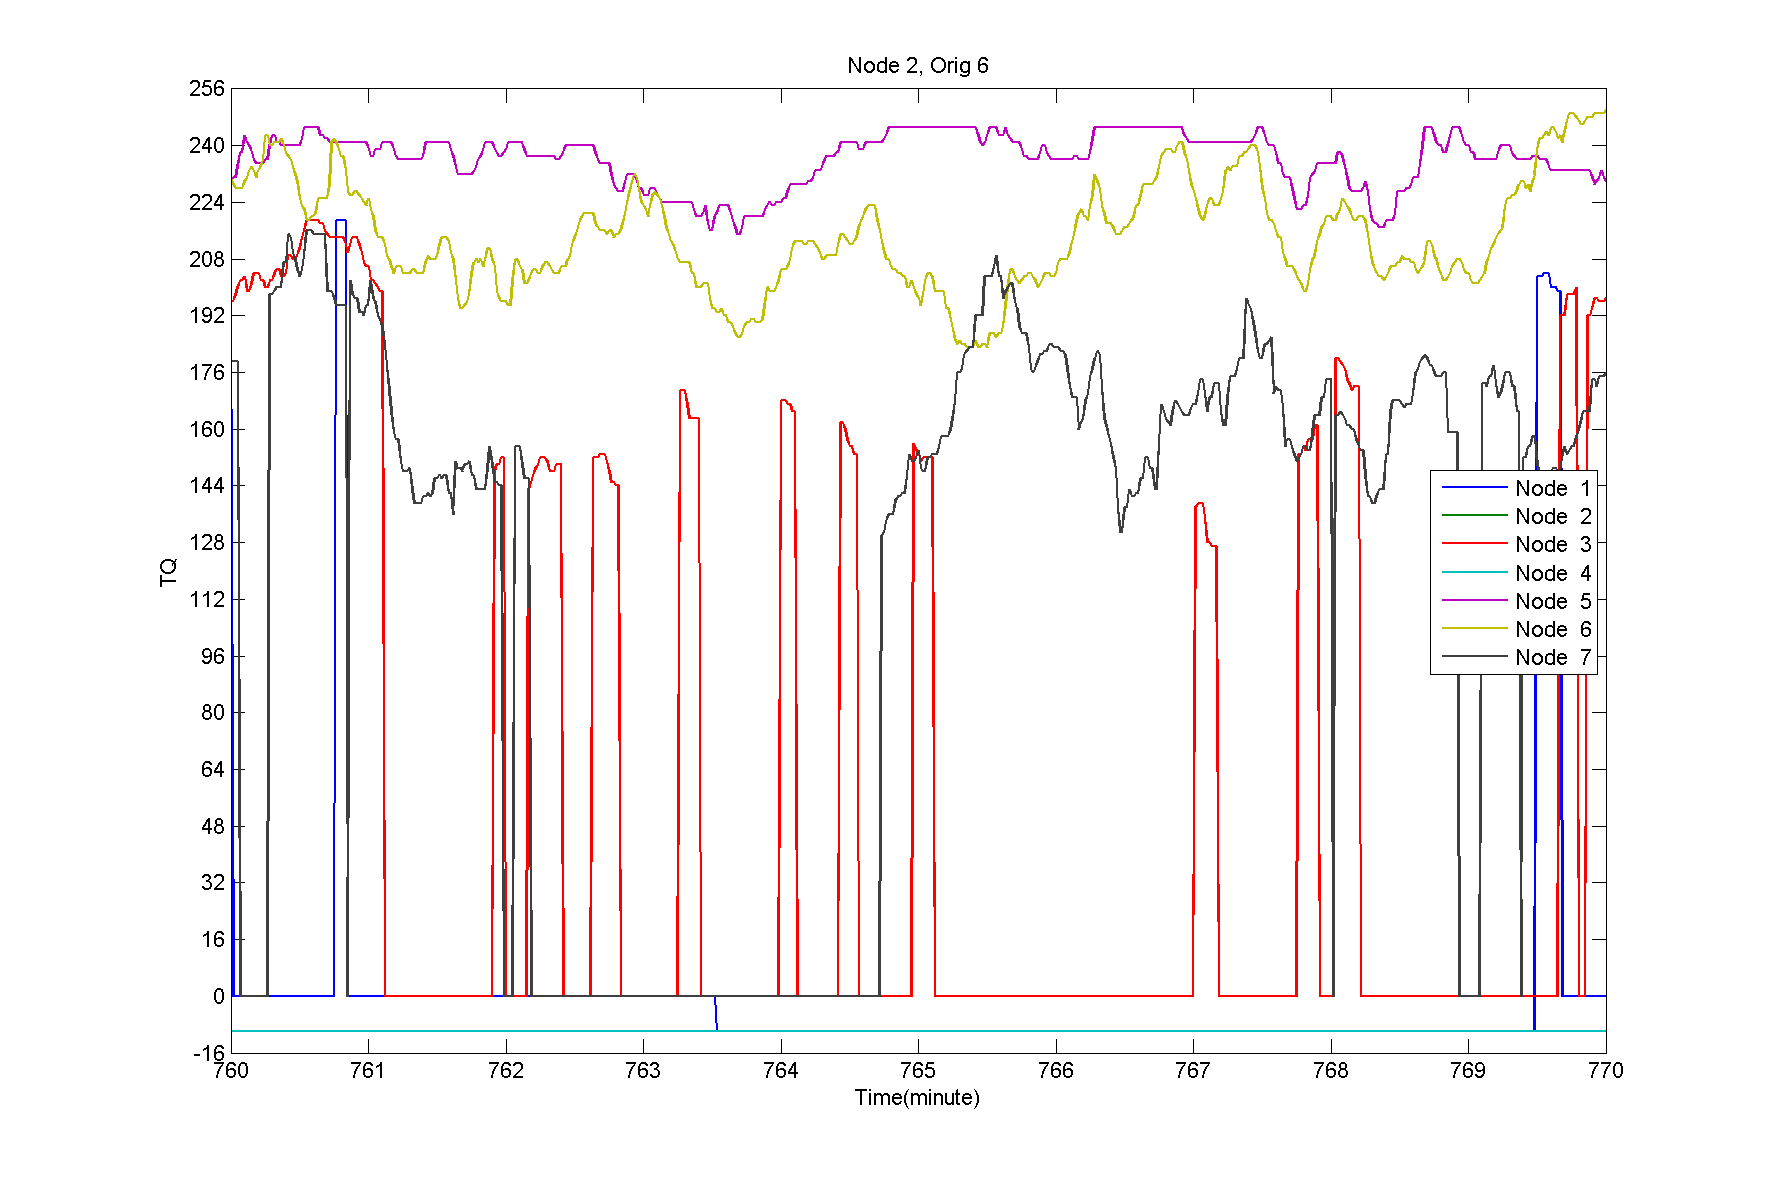 Node 2, Orig 6
256
240
224
208
192
176
160
144
128
112
96
80
64
48
32
16
0
-16
TQ
Node 1
Node 2
Node 3
Node 4
Node 5
Node 6
Node 7
760 761 762 763 764 765 766 767 768 769 770
Time(minute)